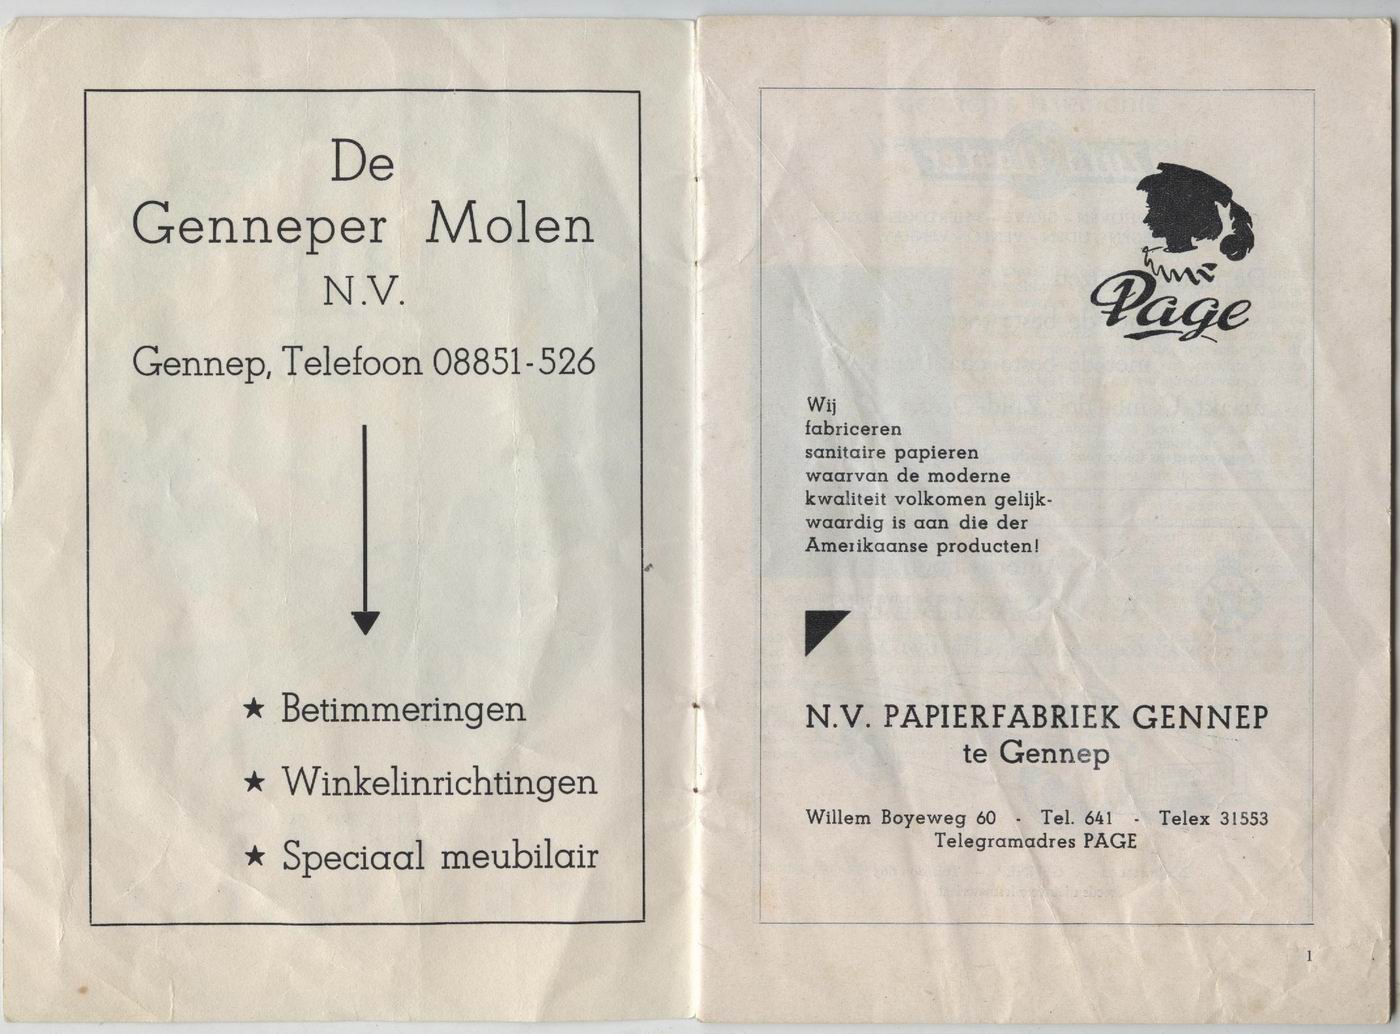 De
Genneper Molen
N.V.
Gennep, Telefoon 08851-526
★ Betimmeringen
★ Winkelinrichtingen
★ Speciaal meubilair
Page
Wij
fabriceren
sanitaire papieren
waarvan de moderne
kwaliteit volkomen gelijk-
waardig is aan die der
Amerikaanse producten!
N.V. PAPIERFABRIEK GENNEP
te Gennep
Willem Boyeweg 60 - Tel. 641 - Telex 31553
Telegramadres PAGE
1